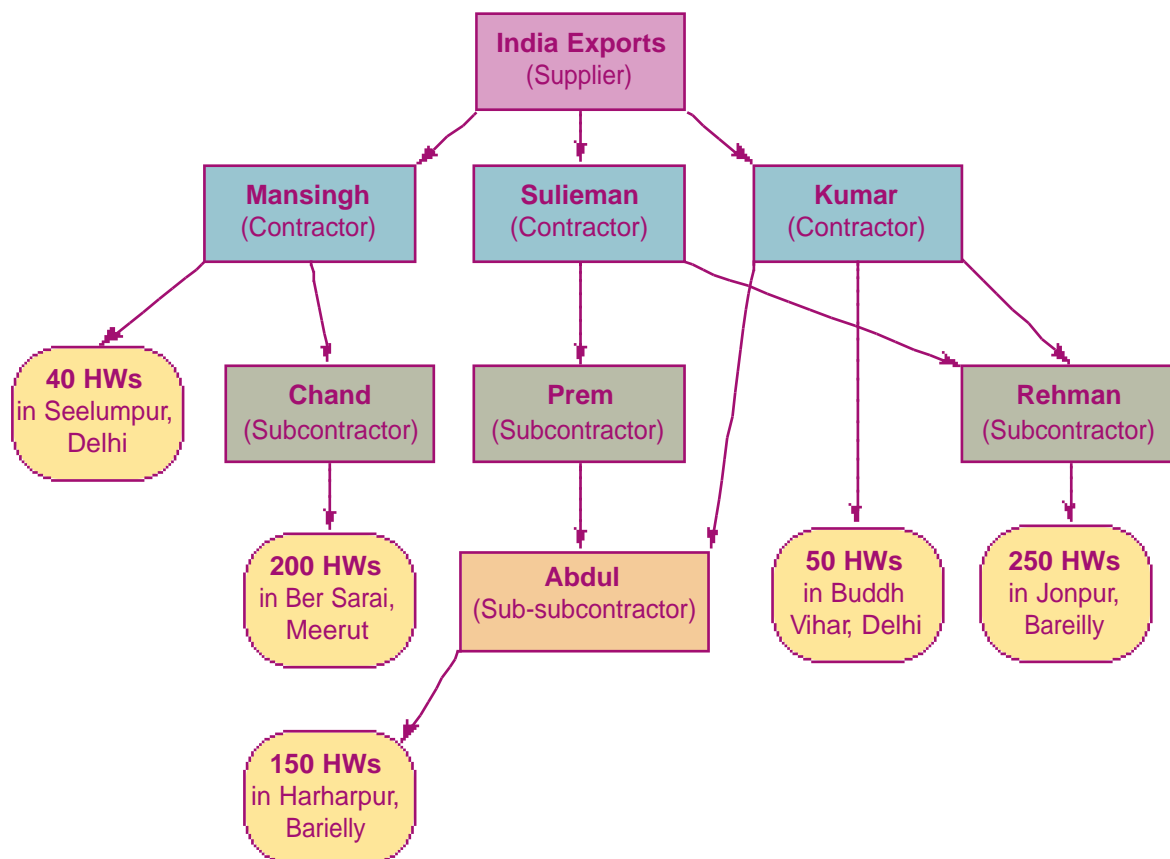 India Exports
(Supplier)
Mansingh
(Contractor)
Sulieman
(Contractor)
Kumar
(Contractor)
40 HWs
in Seelumpur,
Delhi
Chand
(Subcontractor)
Prem
(Subcontractor)
Rehman
(Subcontractor)
200 HWs
in Ber Sarai,
Meerut
Abdul
(Sub-subcontractor)
50 HWs
in Buddh
Vihar, Delhi
250 HWs
in Jonpur,
Bareilly
150 HWs
in Harharpur,
Barielly